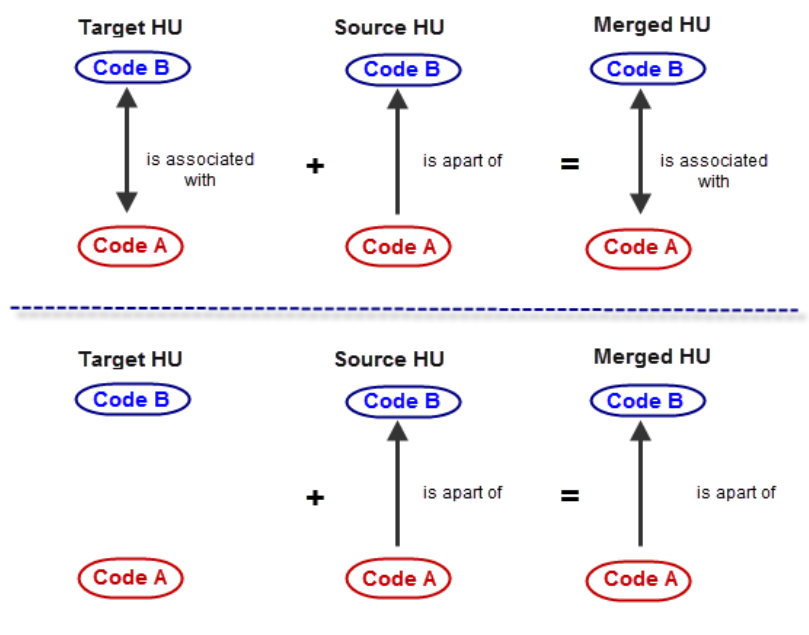 Target HU Source HU Merged HU
Code B Code B Code B
is associated with + is apart of = is associated with
Code A Code A Code A
Target HU Source HU Merged HU
Code B Code B Code B
+ is apart of = is apart of
Code A Code A Code A